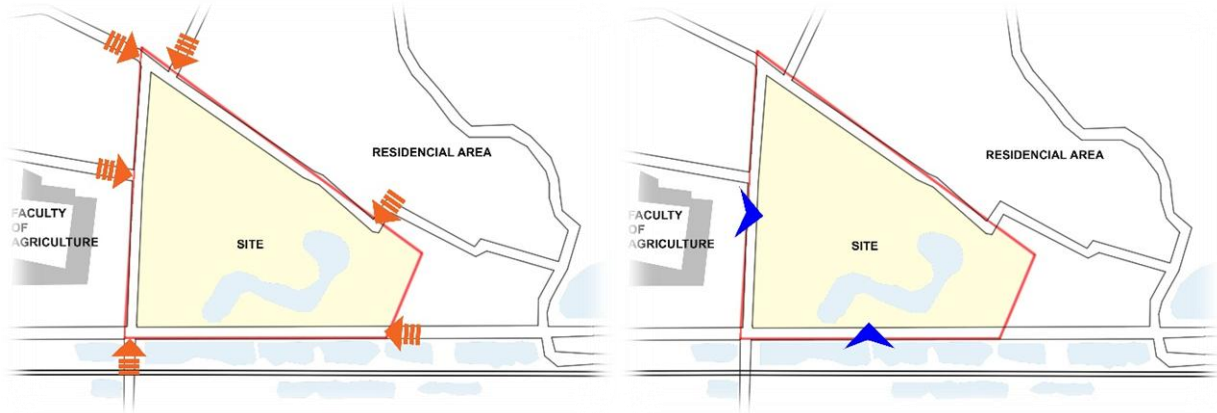 RESIDENCIAL AREA
FACULTY
OF
AGRICULTURE
SITE
RESIDENCIAL AREA
FACULTY
OF
AGRICULTURE
SITE